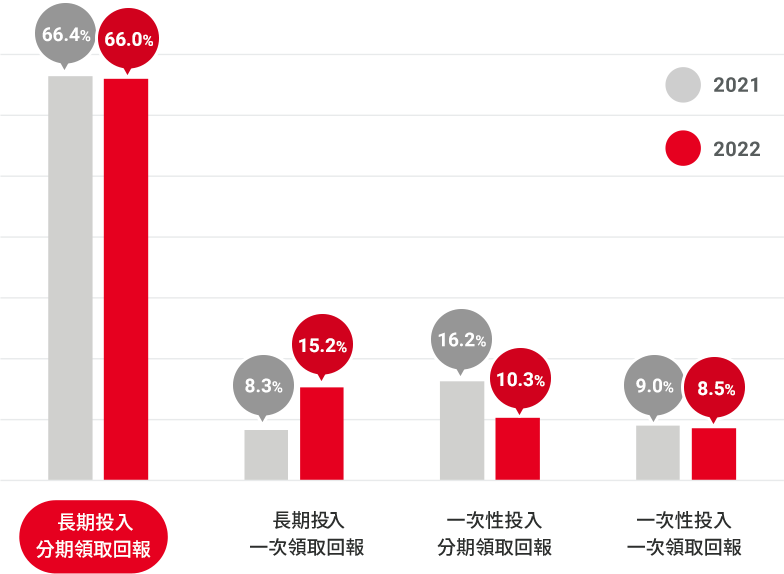 66.4%
66.0%
2021
2022
8.3%
15.2%
16.2%
10.3%
9.0%
8.5%
長期投入
分期領取回報
長期投入
一次領取回報
一次性投入
分期領取回報
一次性投入
一次領取回報